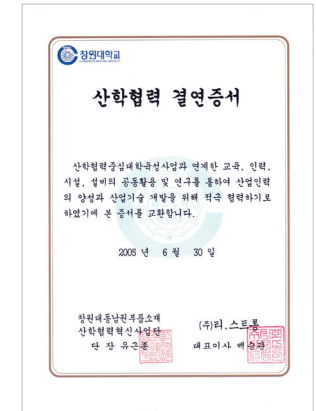 창원대학교
산학협력 결연증서
산학협력중심대학육성사업과 연계한 교육, 인력,
시설, 설비의 공동활용 및 연구를 통하여 산업인력
의 양성과 산업기술 개발을 위해 적극 협력하기로
하였기에 본 증서를 교환합니다.
2005 년 6 월 30 일
창원대동남권부품소재
산학협력혁신사업단
단 장 유근종
(주)티.스트롱
대표이사 백